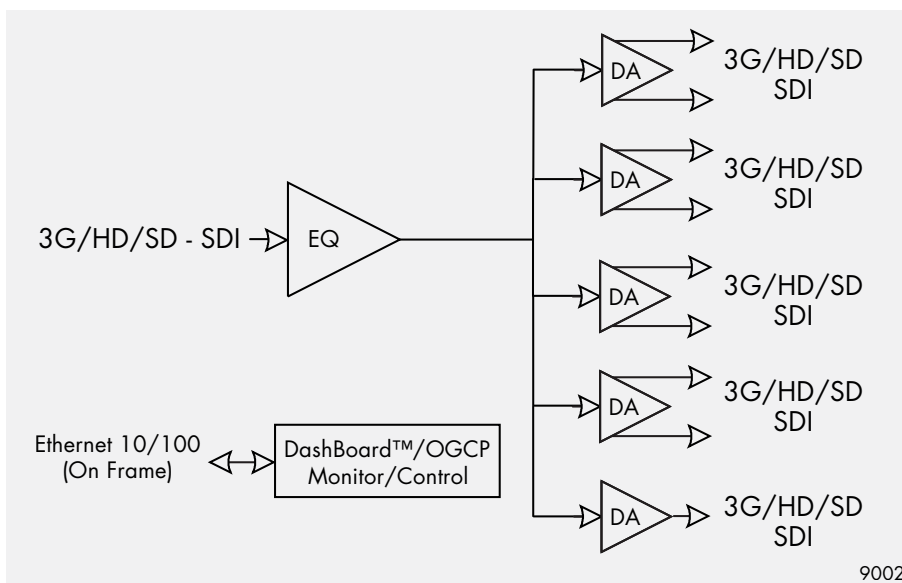 DA
3G/HD/SD
SDI
DA
3G/HD/SD
SDI
3G/HD/SD - SDI
EQ
DA
3G/HD/SD
SDI
DA
3G/HD/SD
SDI
Ethernet 10/100
(On Frame)
DashBoard™/OGCP
Monitor/Control
DA
3G/HD/SD
SDI
9002